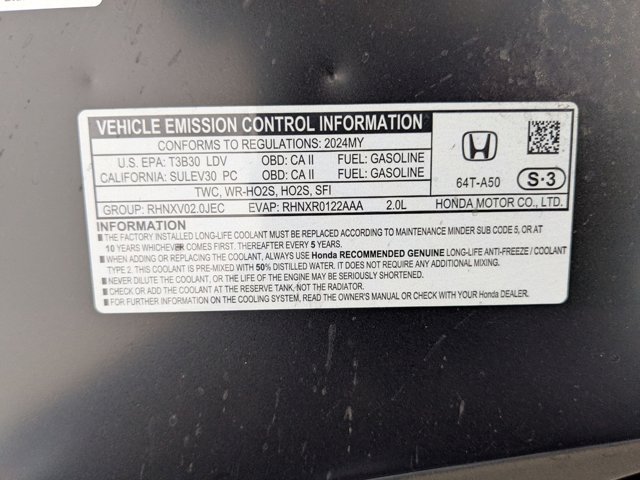 VEHICLE EMISSION CONTROL INFORMATION
CONFORMS TO REGULATIONS: 2024MY
U.S. EPA: T3B30 LDV OBD: CA II FUEL: GASOLINE
CALIFORNIA: SULEV30 PC OBD: CA II FUEL: GASOLINE
TWC, WR-HO2S, HO2S, SFI
GROUP: RHNXV02.0JEC EVAP: RHNXR0122AAA 2.0L
64T-A50 S·3
HONDA MOTOR CO., LTD.
INFORMATION
■ THE FACTORY INSTALLED LONG-LIFE COOLANT MUST BE REPLACED ACCORDING TO MAINTENANCE MINDER SUB CODE 5, OR AT
10 YEARS WHICHEVER COMES FIRST. THEREAFTER EVERY 5 YEARS.
■ WHEN ADDING OR REPLACING THE COOLANT, ALWAYS USE Honda RECOMMENDED GENUINE LONG-LIFE ANTI-FREEZE / COOLANT
TYPE 2. THIS COOLANT IS PRE-MIXED WITH 50% DISTILLED WATER. IT DOES NOT REQUIRE ANY ADDITIONAL MIXING.
■ NEVER DILUTE THE COOLANT, OR THE LIFE OF THE ENGINE MAY BE SERIOUSLY SHORTENED.
■ CHECK AND ADD THE COOLANT AT THE RESERVE TANK, NOT THE RADIATOR.
■ FOR FURTHER INFORMATION ON THE COOLING SYSTEM, READ THE OWNER'S MANUAL OR CHECK WITH YOUR Honda DEALER.